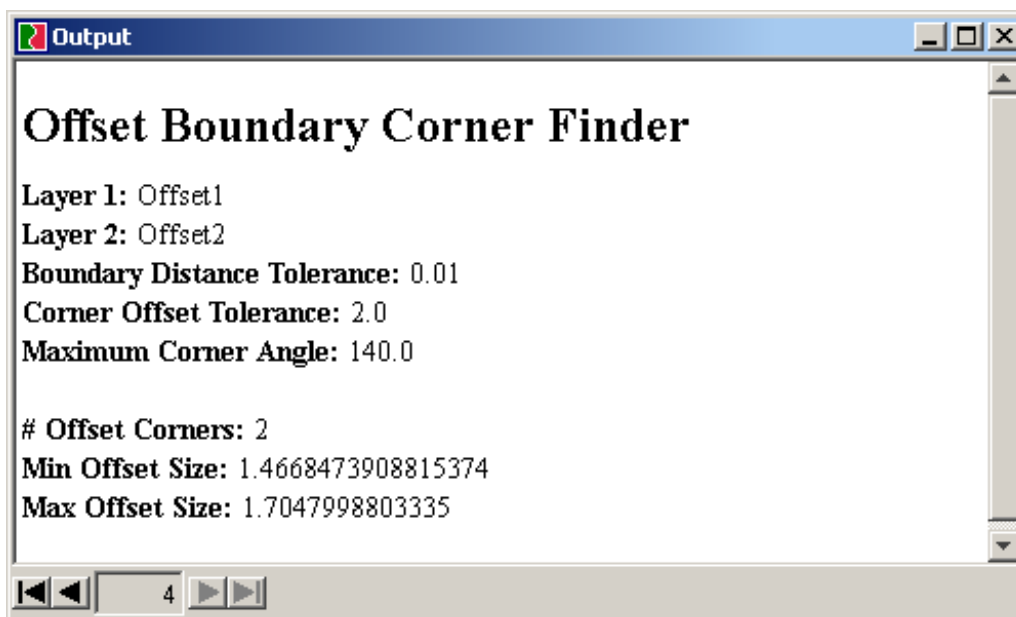 Output
Offset Boundary Corner Finder
Layer 1: Offset1
Layer 2: Offset2
Boundary Distance Tolerance: 0.01
Corner Offset Tolerance: 2.0
Maximum Corner Angle: 140.0
# Offset Corners: 2
Min Offset Size: 1.4668473908815374
Max Offset Size: 1.7047998803335
4